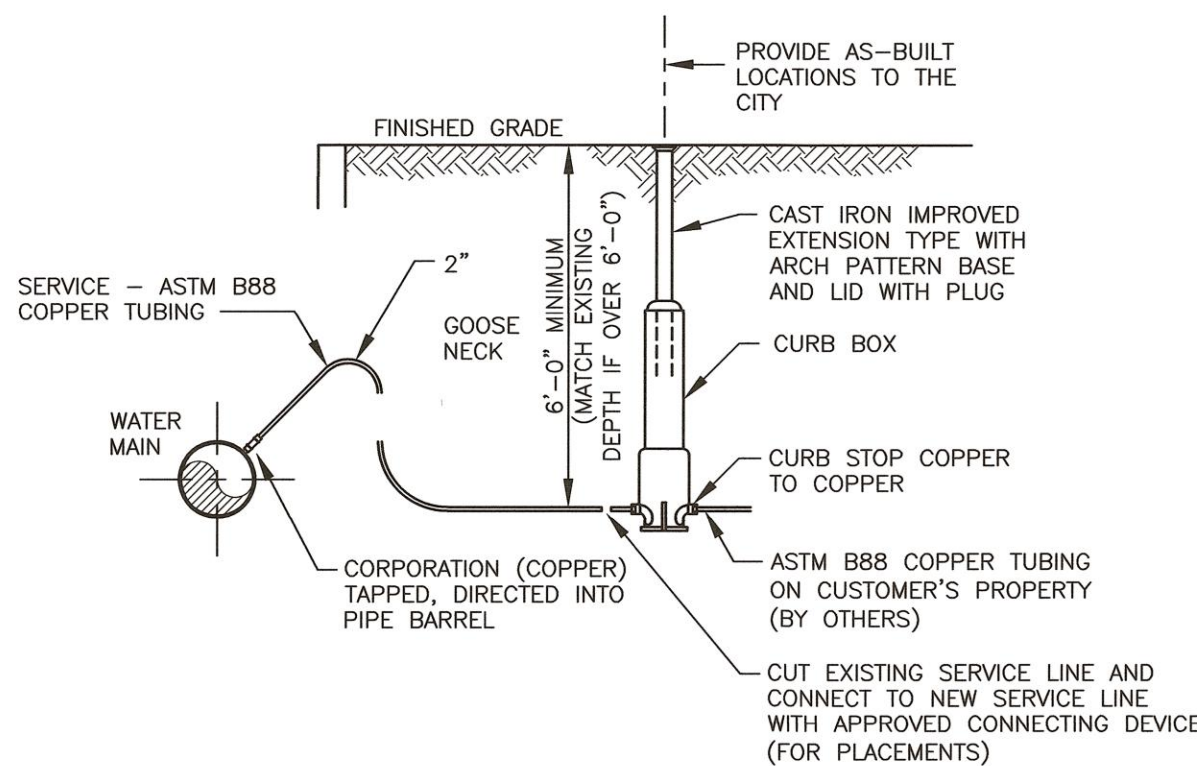 PROVIDE AS-BUILT
LOCATIONS TO THE
CITY
FINISHED GRADE
CAST IRON IMPROVED
EXTENSION TYPE WITH
ARCH PATTERN BASE
AND LID WITH PLUG
2"
SERVICE - ASTM B88
COPPER TUBING
GOOSE
NECK
6'-0" MINIMUM
(MATCH EXISTING
DEPTH IF OVER 6'-0")
CURB BOX
WATER
MAIN
CURB STOP COPPER
TO COPPER
CORPORATION (COPPER)
TAPPED, DIRECTED INTO
PIPE BARREL
ASTM B88 COPPER TUBING
ON CUSTOMER'S PROPERTY
(BY OTHERS)
CUT EXISTING SERVICE LINE AND
CONNECT TO NEW SERVICE LINE
WITH APPROVED CONNECTING DEVICE
(FOR PLACEMENTS)